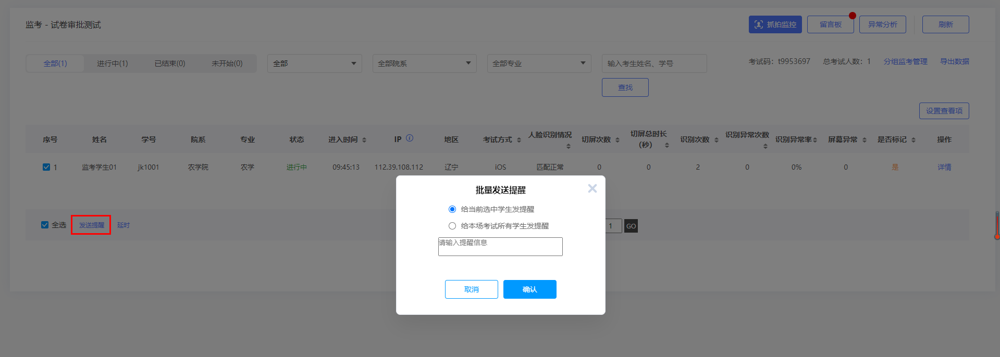 监考 - 试卷审批测试
抓拍监控
留言板
异常分析
刷新
全部(1)
进行中(1)
已结束(0)
未开始(0)
全部
全部院系
全部专业
输入考生姓名、学号
考试码：t9953697
总考试人数：1
分组监考管理
导出数据
查找
设置查看项
序号
姓名
学号
院系
专业
状态
进入时间
IP
地区
考试方式
人脸识别情况
切屏次数
切屏总时长
(秒)
识别次数
识别异常次数
识别异常率
屏幕异常
是否标记
操作
1
监考学生01
jk1001
农学院
农学
进行中
09:45:13
112.39.108.112
辽宁
iOS
匹配正常
0
0
2
0
0%
0
是
详情
批量发送提醒
给当前选中学生发提醒
给本场考试所有学生发提醒
请输入提醒信息
取消
确认
全选
发送提醒
延时
1
GO